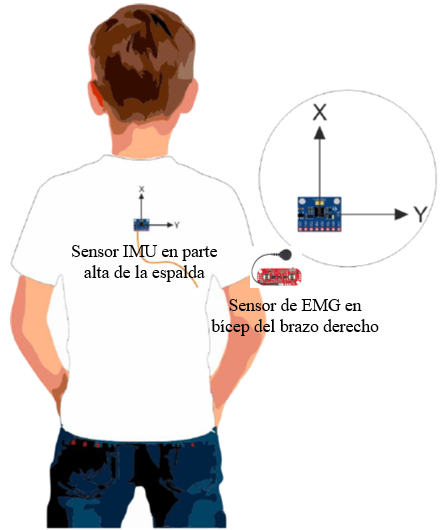 X
Y
X
Y
Sensor IMU en parte
alta de la espalda
Sensor de EMG en
bícep del brazo derecho